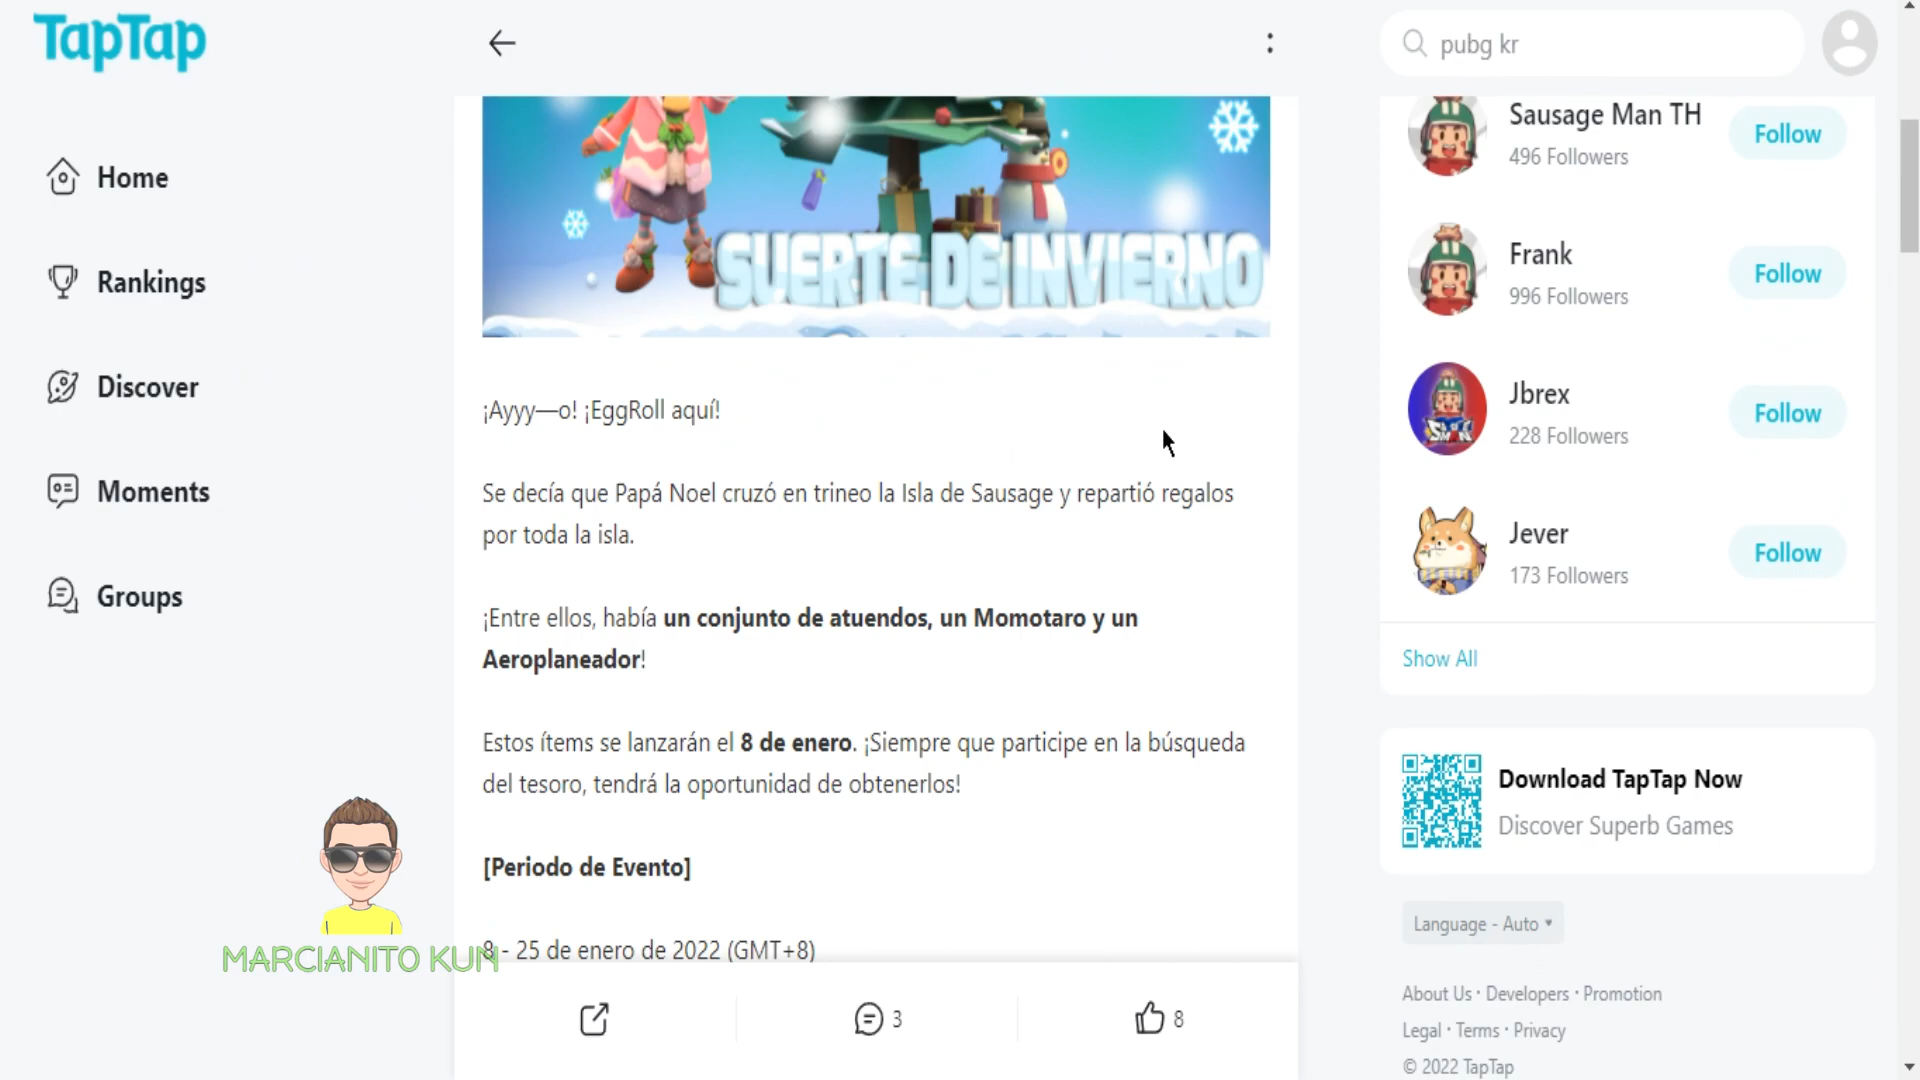 TapTap
pubg kr
Home
Rankings
Discover
Moments
Groups
SUERTE DE INVIERNO
¡Ayyy—o! ¡EggRoll aquí!
Se decía que Papá Noel cruzó en trineo la Isla de Sausage y repartió regalos
por toda la isla.
¡Entre ellos, había un conjunto de atuendos, un Momotaro y un
Aeroplaneador!
Estos ítems se lanzarán el 8 de enero. ¡Siempre que participe en la búsqueda
del tesoro, tendrá la oportunidad de obtenerlos!
[Periodo de Evento]
8 - 25 de enero de 2022 (GMT+8)
3
8
MARCIANITO KUN
Sausage Man TH
496 Followers
Follow
Frank
996 Followers
Follow
Jbrex
228 Followers
Follow
Jever
173 Followers
Follow
Show All
Download TapTap Now
Discover Superb Games
Language - Auto
About Us · Developers · Promotion
Legal · Terms · Privacy
© 2022 TapTap